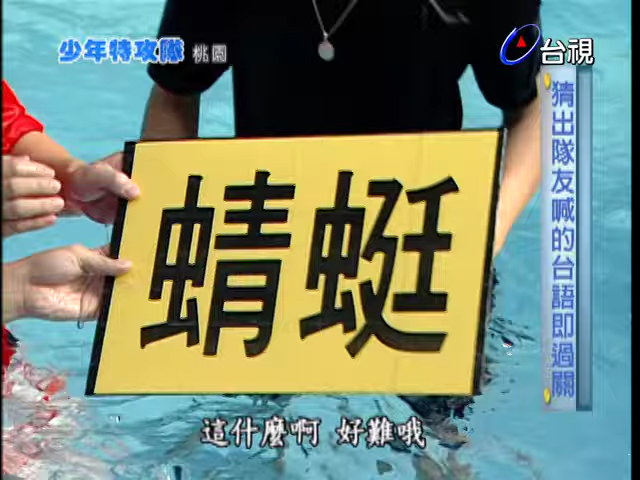 少年特攻隊 桃園
台視
猜出隊友喊的台語即過關
蜻蜓
這什麼啊 好難哦